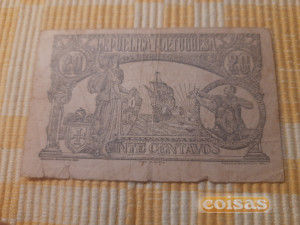 REPUBLICA PORTUGUESA
20 20
VINTE CENTAVOS
coisas